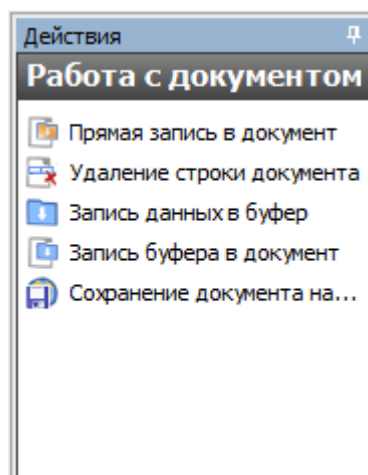 Действия
Работа с документом
Прямая запись в документ
Удаление строки документа
Запись данных в буфер
Запись буфера в документ
Сохранение документа на...